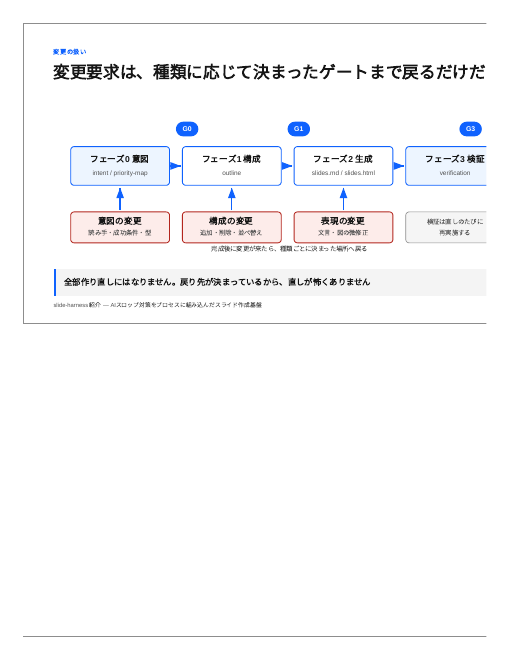 変更の扱い
変更要求は、種類に応じて決まったゲートまで戻るだけだ
G0
G1
G3
フェーズ0 意図
intent / priority-map
フェーズ1 構成
outline
フェーズ2 生成
slides.md / slides.html
フェーズ3 検証
verification
意図の変更
読み手・成功条件・型
構成の変更
追加・削除・並べ替え
表現の変更
文言・図の微修正
検証は直しのたびに
再実施する
完成後に変更が来たら、種類ごとに決まった場所へ戻る
全部作り直しにはなりません。戻り先が決まっているから、直しが怖くありません
slide-harness紹介 — AIスロップ対策をプロセスに組み込んだスライド作成基盤